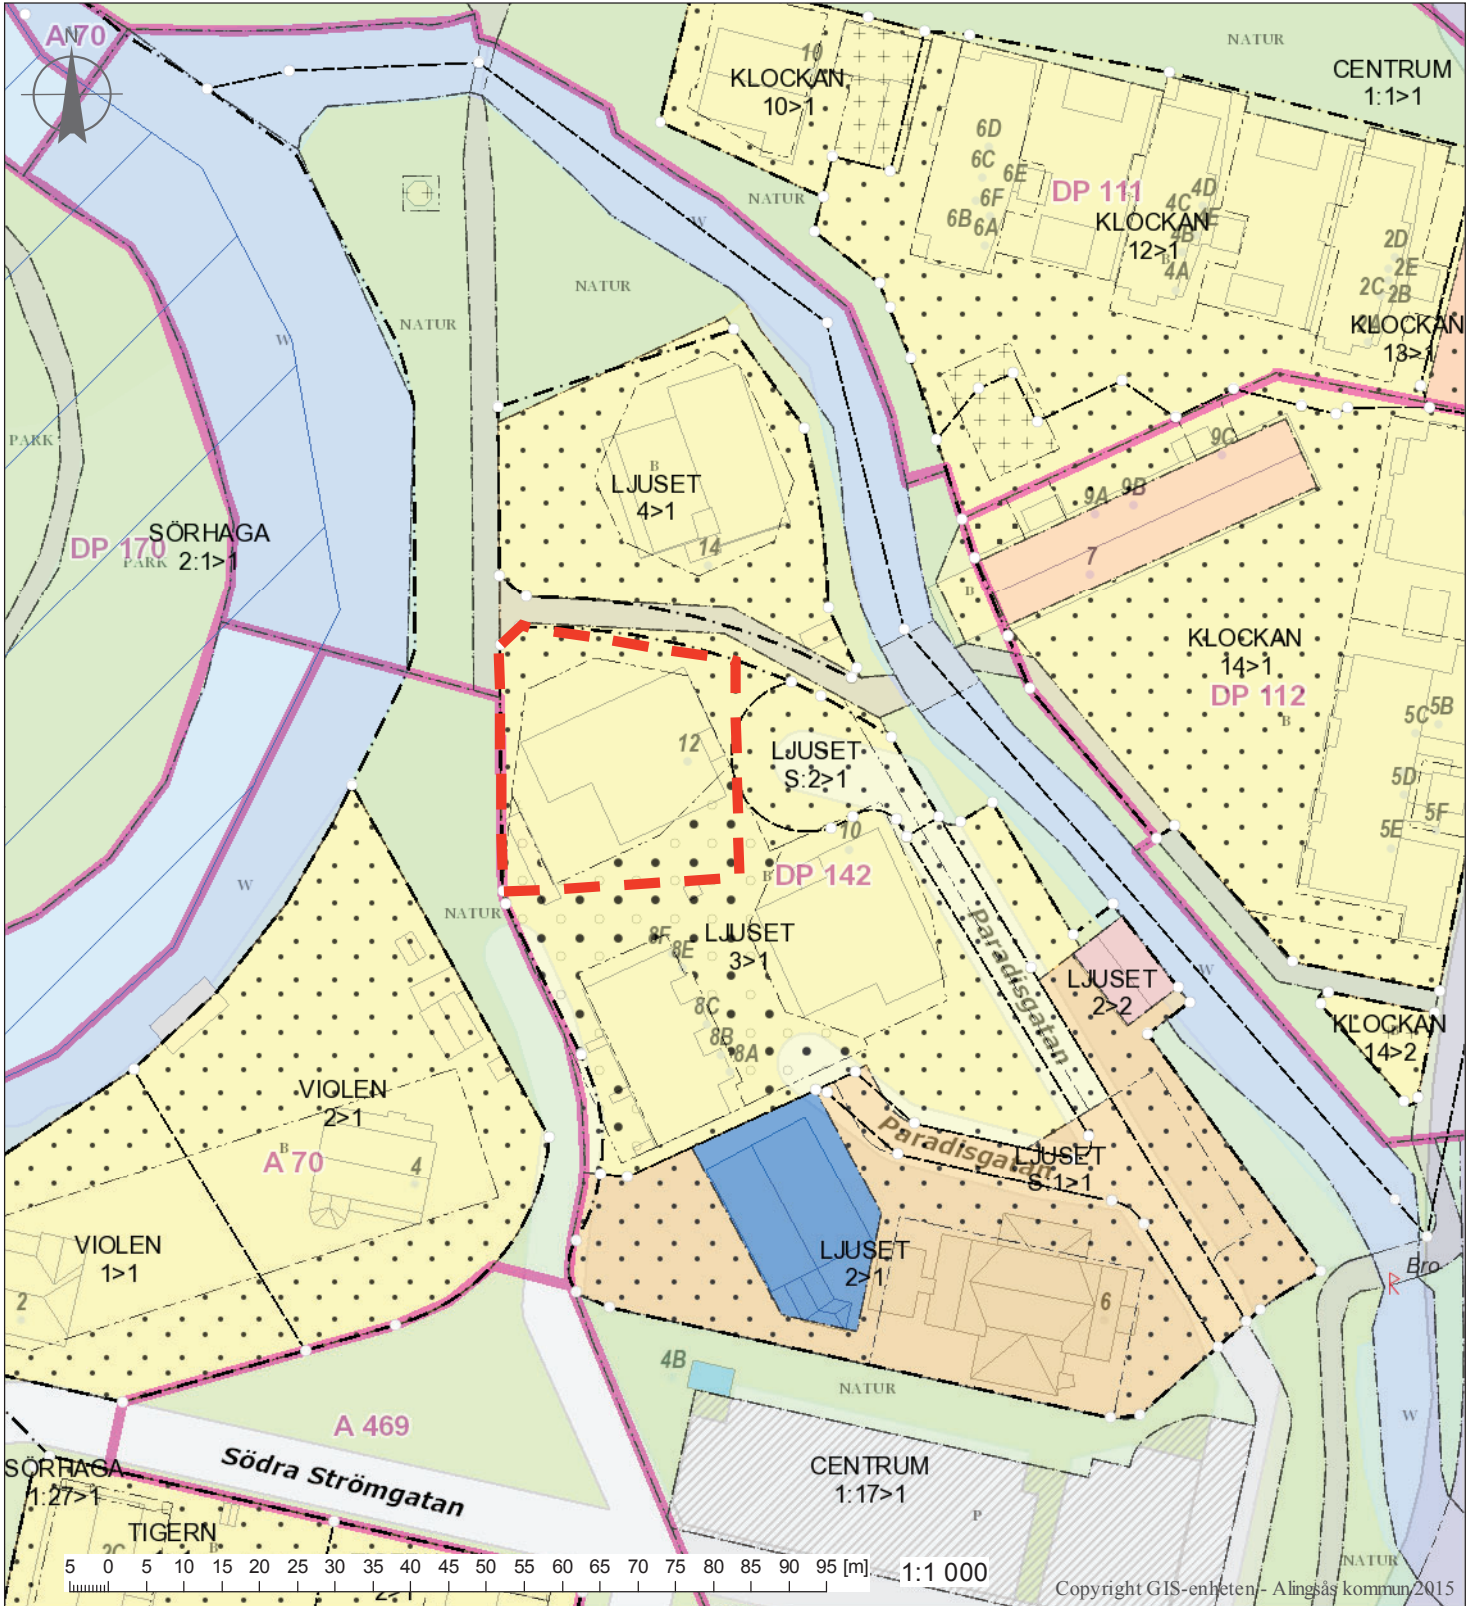 A 70
N
NATUR
CENTRUM
1:1>1
10
KLOCKAN
10>1
6D
6C
6E
6F
6B
6A
DP 111
4D
4C
4E
KLOCKAN
4B
12>1
B
4A
NATUR
W
2D
2E
2C
2B
2A
KLOCKAN
13>1
NATUR
NATUR
W
PARK
B
LJUSET
4>1
14
9C
9B
9A
7
SÖRHAGA
2:1>1
DP 170
PARK
B
KLOCKAN
14>1
DP 112
B
5B
5C
5D
5F
5E
12
LJUSET
S:2>1
10
B
DP 142
W
NATUR
8F
8E
LJUSET
3>1
8C
8B
8A
Paradisgatan
LJUSET
2>2
W
KLOCKAN
B
14>2
VIOLEN
2>1
B
A 70
4
Paradisgatan
LJUSET
S:1>1
VIOLEN
1>1
2
LJUSET
2>1
6
Bro
R
4B
NATUR
W
A 469
Södra Strömgatan
SÖRHAGA
1:27>1
CENTRUM
1:17>1
P
TIGERN
B
2C
2>1
NATUR
5 0 5 10 15 20 25 30 35 40 45 50 55 60 65 70 75 80 85 90 95 [m]
1:1 000
Copyright GIS-enheten - Alingsås kommun 2015